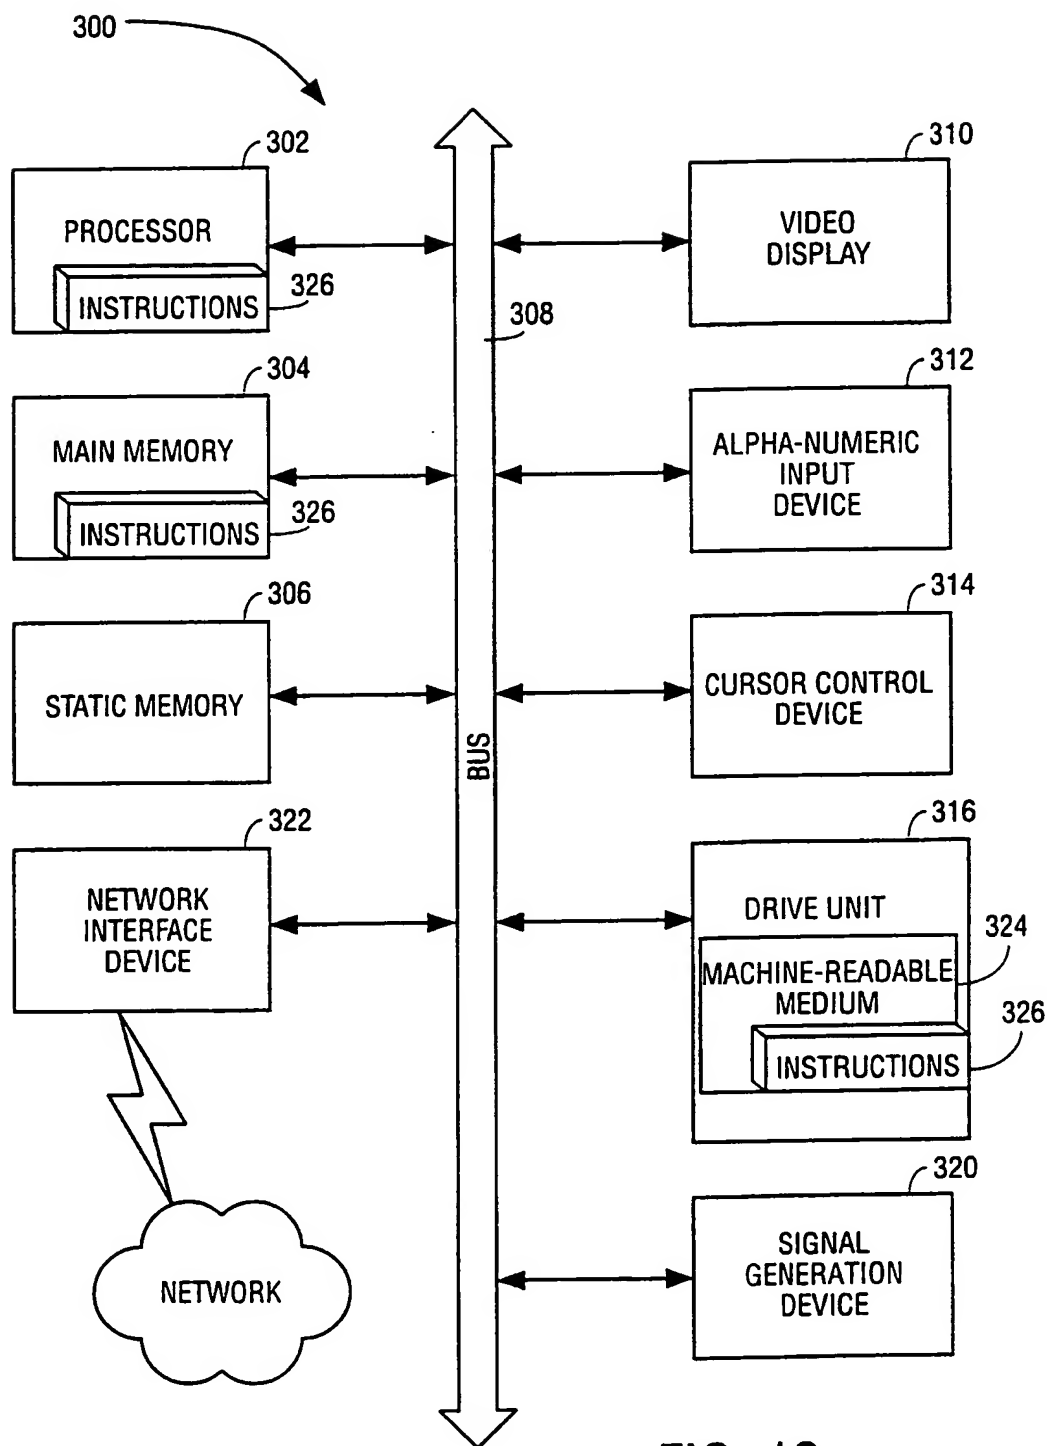 300
302
PROCESSOR
INSTRUCTIONS
326
304
MAIN MEMORY
INSTRUCTIONS
326
306
STATIC MEMORY
322
NETWORK
INTERFACE
DEVICE
NETWORK
308
BUS
310
VIDEO
DISPLAY
312
ALPHA-NUMERIC
INPUT
DEVICE
314
CURSOR CONTROL
DEVICE
316
DRIVE UNIT
324
MACHINE-READABLE
MEDIUM
326
INSTRUCTIONS
320
SIGNAL
GENERATION
DEVICE